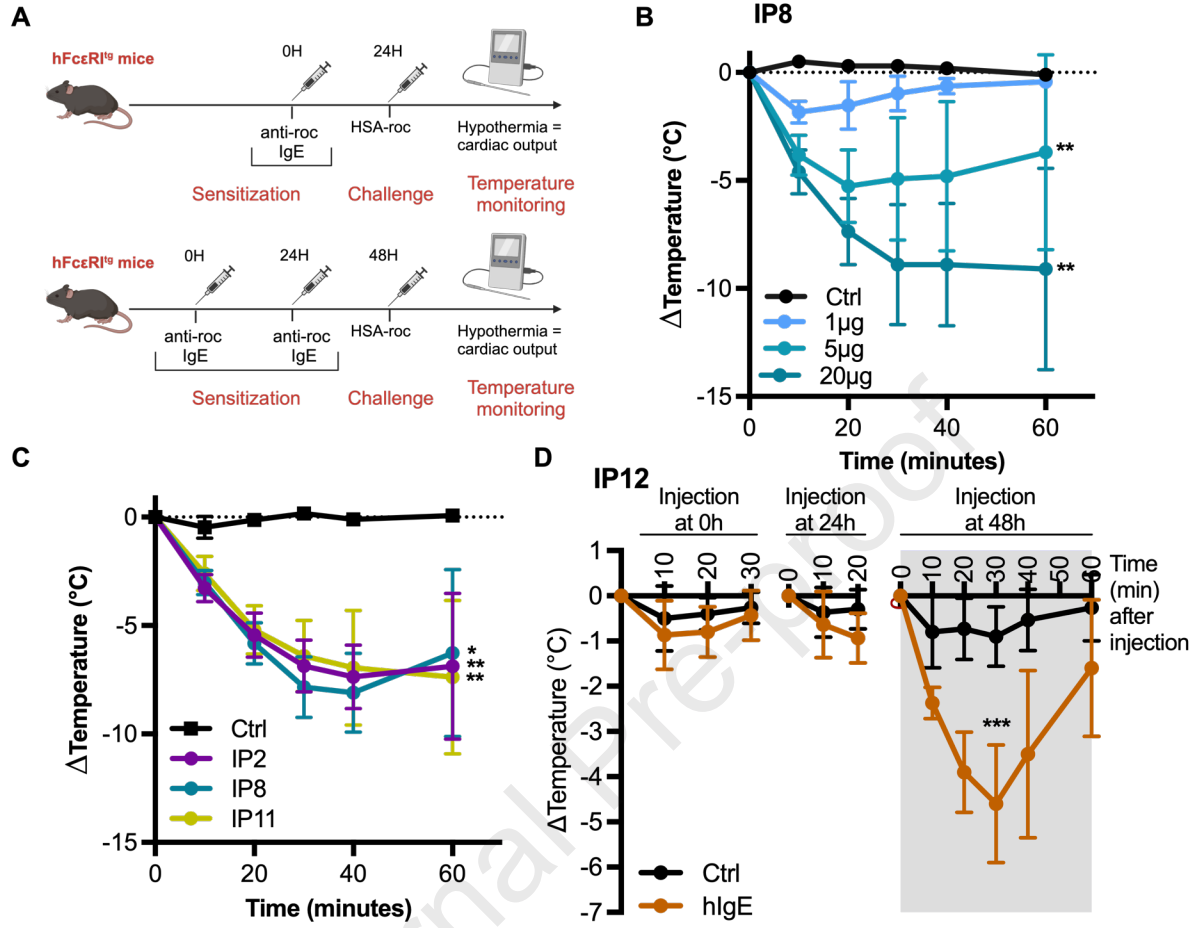 A
hFcεRItg mice
0H
24H
anti-roc
IgE
HSA-roc
Hypothermia =
cardiac output
Sensitization
Challenge
Temperature
monitoring
hFcεRItg mice
0H
24H
48H
anti-roc
IgE
anti-roc
IgE
HSA-roc
Hypothermia =
cardiac output
Sensitization
Challenge
Temperature
monitoring
B
IP8
ΔTemperature (°C)
0
-5
-10
-15
**
**
Ctrl
1µg
5µg
20µg
0
20
40
60
Time (minutes)
C
ΔTemperature (°C)
0
-5
-10
-15
*
**
**
Ctrl
IP2
IP8
IP11
0
20
40
60
Time (minutes)
D
IP12
Injection
at 0h
Injection
at 24h
Injection
at 48h
ΔTemperature (°C)
1
0
-1
-2
-3
-4
-5
-6
-7
10
20
30
0
10
20
0
10
20
30
40
50
60
Time
(min)
after
injection
***
Ctrl
hIgE
rnal Pre-proof